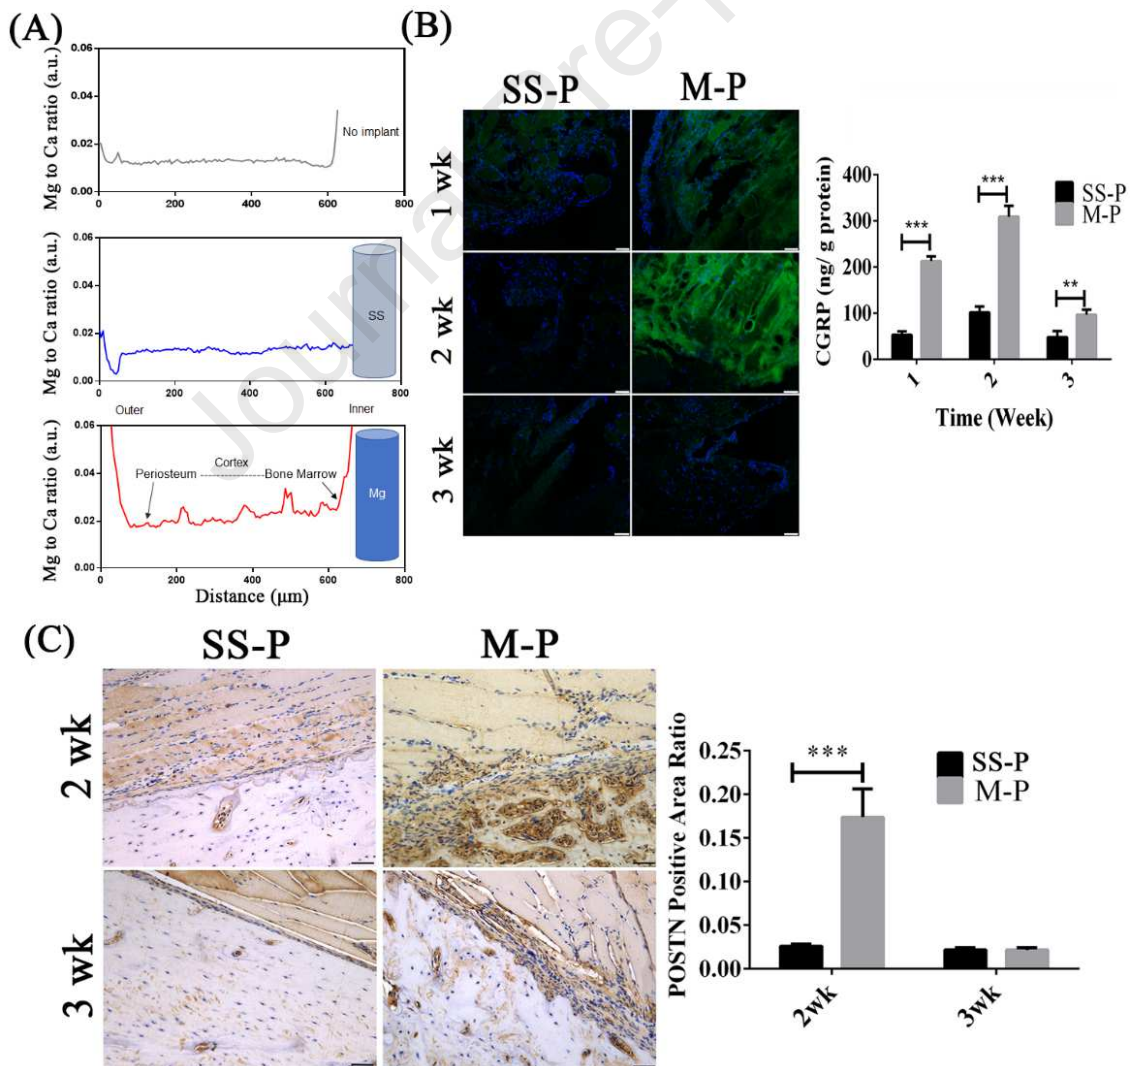 (A)
Mg to Ca ratio (a.u.)
0.06
0.04
0.02
0.00
No implant
0 200 400 600 800
Mg to Ca ratio (a.u.)
0.06
0.04
0.02
0.00
SS
0 200 400 600 800
Outer Inner
Mg to Ca ratio (a.u.)
0.06
0.04
0.02
0.00
Periosteum Cortex Bone Marrow
Mg
0 200 400 600 800
Distance (μm)
(B)
SS-P M-P
1 wk
2 wk
3 wk
CGRP (ng/ g protein)
400
300
200
100
0
***
***
**
SS-P
M-P
1 2 3
Time (Week)
(C)
SS-P M-P
2 wk
3 wk
POSTN Positive Area Ratio
0.25
0.20
0.15
0.10
0.05
0.00
***
SS-P
M-P
2wk 3wk
Journal Pre-